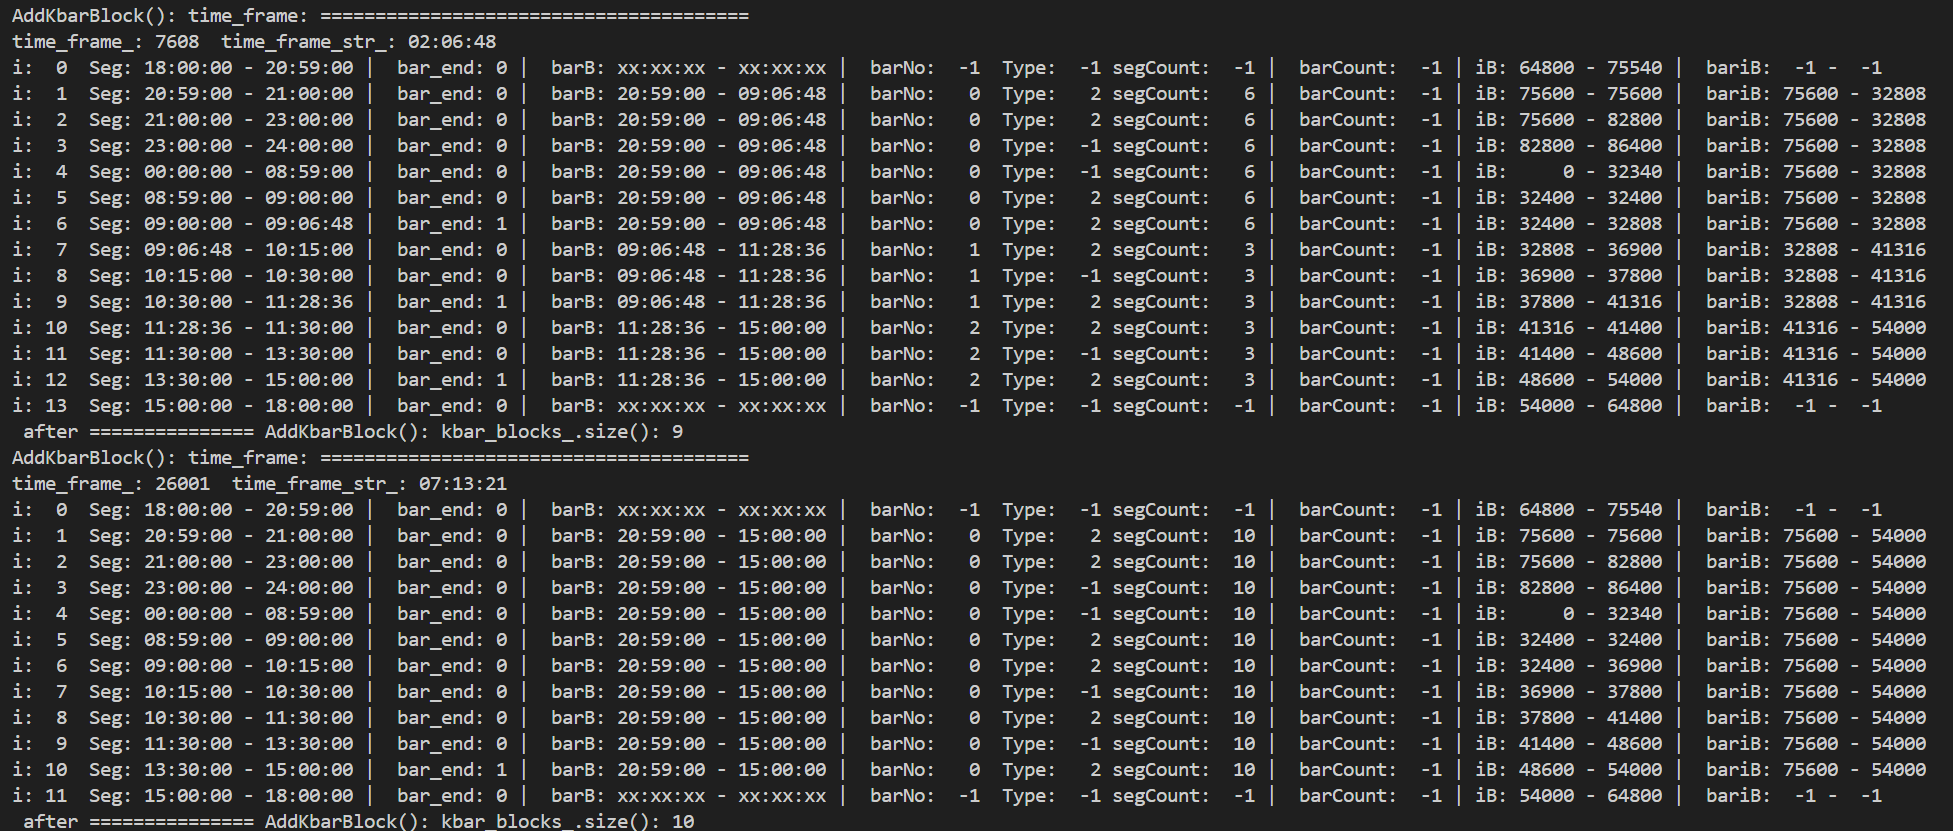 AddKbarBlock(): time_frame: =======================================
time_frame_: 7608  time_frame_str_: 02:06:48
i:  0  Seg: 18:00:00 - 20:59:00 |  bar_end: 0 |  barB: xx:xx:xx - xx:xx:xx |  barNo:  -1  Type:  -1 segCount:  -1 |  barCount:  -1 | iB: 64800 - 75540 |  bariB:  -1 -  -1
i:  1  Seg: 20:59:00 - 21:00:00 |  bar_end: 0 |  barB: 20:59:00 - 09:06:48 |  barNo:   0  Type:   2 segCount:   6 |  barCount:  -1 | iB: 75600 - 75600 |  bariB: 75600 - 32808
i:  2  Seg: 21:00:00 - 23:00:00 |  bar_end: 0 |  barB: 20:59:00 - 09:06:48 |  barNo:   0  Type:   2 segCount:   6 |  barCount:  -1 | iB: 75600 - 82800 |  bariB: 75600 - 32808
i:  3  Seg: 23:00:00 - 24:00:00 |  bar_end: 0 |  barB: 20:59:00 - 09:06:48 |  barNo:   0  Type:  -1 segCount:   6 |  barCount:  -1 | iB: 82800 - 86400 |  bariB: 75600 - 32808
i:  4  Seg: 00:00:00 - 08:59:00 |  bar_end: 0 |  barB: 20:59:00 - 09:06:48 |  barNo:   0  Type:  -1 segCount:   6 |  barCount:  -1 | iB:     0 - 32340 |  bariB: 75600 - 32808
i:  5  Seg: 08:59:00 - 09:00:00 |  bar_end: 0 |  barB: 20:59:00 - 09:06:48 |  barNo:   0  Type:   2 segCount:   6 |  barCount:  -1 | iB: 32400 - 32400 |  bariB: 75600 - 32808
i:  6  Seg: 09:00:00 - 09:06:48 |  bar_end: 1 |  barB: 20:59:00 - 09:06:48 |  barNo:   0  Type:   2 segCount:   6 |  barCount:  -1 | iB: 32400 - 32808 |  bariB: 75600 - 32808
i:  7  Seg: 09:06:48 - 10:15:00 |  bar_end: 0 |  barB: 09:06:48 - 11:28:36 |  barNo:   1  Type:   2 segCount:   3 |  barCount:  -1 | iB: 32808 - 36900 |  bariB: 32808 - 41316
i:  8  Seg: 10:15:00 - 10:30:00 |  bar_end: 0 |  barB: 09:06:48 - 11:28:36 |  barNo:   1  Type:  -1 segCount:   3 |  barCount:  -1 | iB: 36900 - 37800 |  bariB: 32808 - 41316
i:  9  Seg: 10:30:00 - 11:28:36 |  bar_end: 1 |  barB: 09:06:48 - 11:28:36 |  barNo:   1  Type:   2 segCount:   3 |  barCount:  -1 | iB: 37800 - 41316 |  bariB: 32808 - 41316
i: 10  Seg: 11:28:36 - 11:30:00 |  bar_end: 0 |  barB: 11:28:36 - 15:00:00 |  barNo:   2  Type:   2 segCount:   3 |  barCount:  -1 | iB: 41316 - 41400 |  bariB: 41316 - 54000
i: 11  Seg: 11:30:00 - 13:30:00 |  bar_end: 0 |  barB: 11:28:36 - 15:00:00 |  barNo:   2  Type:  -1 segCount:   3 |  barCount:  -1 | iB: 41400 - 48600 |  bariB: 41316 - 54000
i: 12  Seg: 13:30:00 - 15:00:00 |  bar_end: 1 |  barB: 11:28:36 - 15:00:00 |  barNo:   2  Type:   2 segCount:   3 |  barCount:  -1 | iB: 48600 - 54000 |  bariB: 41316 - 54000
i: 13  Seg: 15:00:00 - 18:00:00 |  bar_end: 0 |  barB: xx:xx:xx - xx:xx:xx |  barNo:  -1  Type:  -1 segCount:  -1 |  barCount:  -1 | iB: 54000 - 64800 |  bariB:  -1 -  -1
 after =============== AddKbarBlock(): kbar_blocks_.size(): 9
AddKbarBlock(): time_frame: =======================================
time_frame_: 26001  time_frame_str_: 07:13:21
i:  0  Seg: 18:00:00 - 20:59:00 |  bar_end: 0 |  barB: xx:xx:xx - xx:xx:xx |  barNo:  -1  Type:  -1 segCount:  -1 |  barCount:  -1 | iB: 64800 - 75540 |  bariB:  -1 -  -1
i:  1  Seg: 20:59:00 - 21:00:00 |  bar_end: 0 |  barB: 20:59:00 - 15:00:00 |  barNo:   0  Type:   2 segCount:  10 |  barCount:  -1 | iB: 75600 - 75600 |  bariB: 75600 - 54000
i:  2  Seg: 21:00:00 - 23:00:00 |  bar_end: 0 |  barB: 20:59:00 - 15:00:00 |  barNo:   0  Type:   2 segCount:  10 |  barCount:  -1 | iB: 75600 - 82800 |  bariB: 75600 - 54000
i:  3  Seg: 23:00:00 - 24:00:00 |  bar_end: 0 |  barB: 20:59:00 - 15:00:00 |  barNo:   0  Type:  -1 segCount:  10 |  barCount:  -1 | iB: 82800 - 86400 |  bariB: 75600 - 54000
i:  4  Seg: 00:00:00 - 08:59:00 |  bar_end: 0 |  barB: 20:59:00 - 15:00:00 |  barNo:   0  Type:  -1 segCount:  10 |  barCount:  -1 | iB:     0 - 32340 |  bariB: 75600 - 54000
i:  5  Seg: 08:59:00 - 09:00:00 |  bar_end: 0 |  barB: 20:59:00 - 15:00:00 |  barNo:   0  Type:   2 segCount:  10 |  barCount:  -1 | iB: 32400 - 32400 |  bariB: 75600 - 54000
i:  6  Seg: 09:00:00 - 10:15:00 |  bar_end: 0 |  barB: 20:59:00 - 15:00:00 |  barNo:   0  Type:   2 segCount:  10 |  barCount:  -1 | iB: 32400 - 36900 |  bariB: 75600 - 54000
i:  7  Seg: 10:15:00 - 10:30:00 |  bar_end: 0 |  barB: 20:59:00 - 15:00:00 |  barNo:   0  Type:  -1 segCount:  10 |  barCount:  -1 | iB: 36900 - 37800 |  bariB: 75600 - 54000
i:  8  Seg: 10:30:00 - 11:30:00 |  bar_end: 0 |  barB: 20:59:00 - 15:00:00 |  barNo:   0  Type:   2 segCount:  10 |  barCount:  -1 | iB: 37800 - 41400 |  bariB: 75600 - 54000
i:  9  Seg: 11:30:00 - 13:30:00 |  bar_end: 0 |  barB: 20:59:00 - 15:00:00 |  barNo:   0  Type:  -1 segCount:  10 |  barCount:  -1 | iB: 41400 - 48600 |  bariB: 75600 - 54000
i: 10  Seg: 13:30:00 - 15:00:00 |  bar_end: 1 |  barB: 20:59:00 - 15:00:00 |  barNo:   0  Type:   2 segCount:  10 |  barCount:  -1 | iB: 48600 - 54000 |  bariB: 75600 - 54000
i: 11  Seg: 15:00:00 - 18:00:00 |  bar_end: 0 |  barB: xx:xx:xx - xx:xx:xx |  barNo:  -1  Type:  -1 segCount:  -1 |  barCount:  -1 | iB: 54000 - 64800 |  bariB:  -1 -  -1
 after =============== AddKbarBlock(): kbar_blocks_.size(): 10